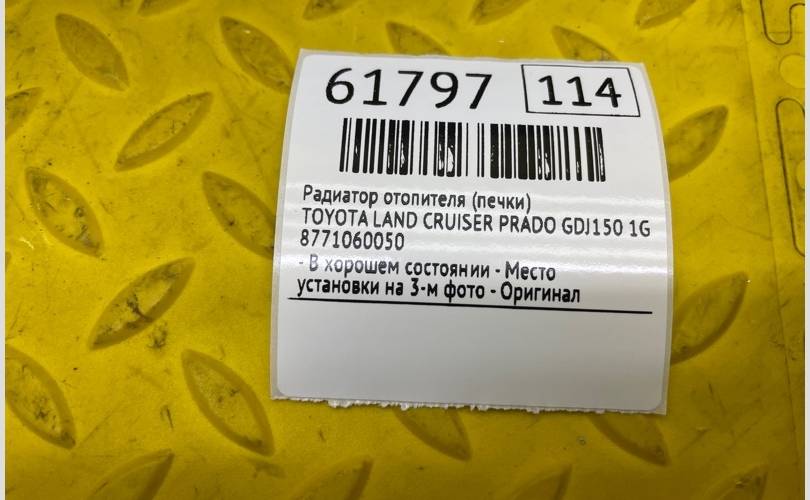 61797 114
Радиатор отопителя (печки)
TOYOTA LAND CRUISER PRADO GDJ150 1G
8771060050
- В хорошем состоянии - Место
установки на 3-м фото - Оригинал